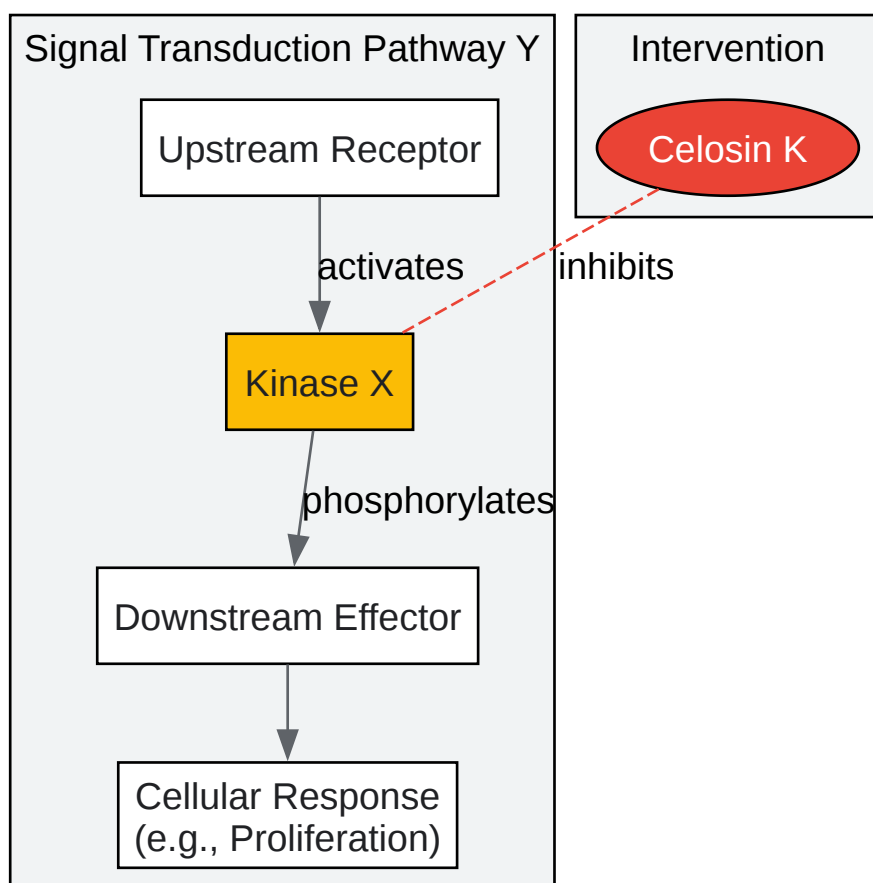 Signal Transduction Pathway Y
Intervention
Upstream Receptor
Celosin K
activates
inhibits
Kinase X
phosphorylates
Downstream Effector
Cellular Response
(e.g., Proliferation)